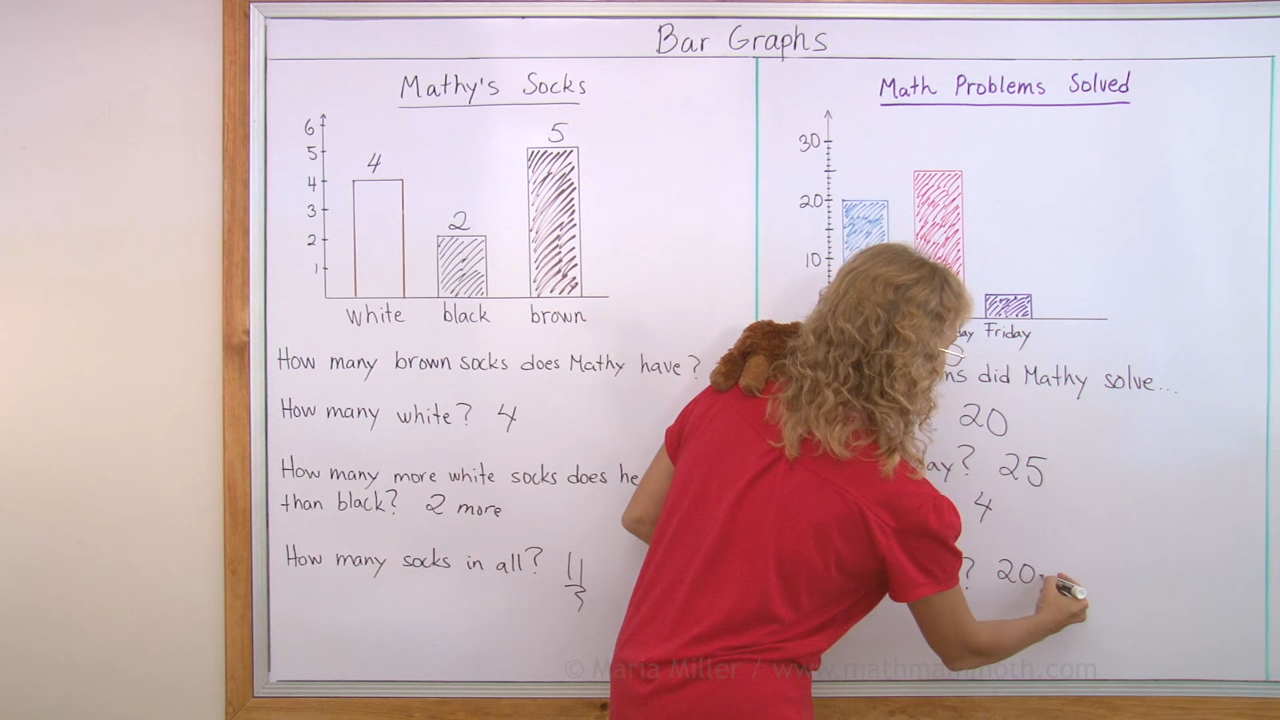 Bar Graphs
Mathy's Socks
6
5
4
3
2
1
4
2
5
white black brown
How many brown socks does Mathy have?
How many white? 4
How many more white socks does he
than black? 2 more
How many socks in all? 11
Math Problems Solved
30
20
10
day Friday
ns did Mathy solve...
20
ay? 25
4
? 20
© Maria Miller / www.mathmammoth.com